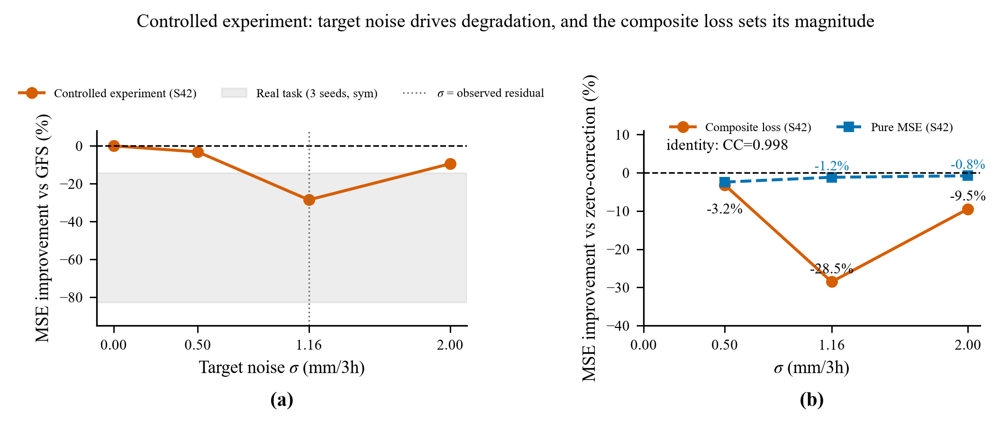 Controlled experiment: target noise drives degradation, and the composite loss sets its magnitude
Controlled experiment (S42)
Real task (3 seeds, sym)
σ = observed residual
MSE improvement vs GFS (%)
0
−20
−40
−60
−80
0.00
0.50
1.16
2.00
Target noise σ (mm/3h)
(a)
MSE improvement vs zero-correction (%)
Composite loss (S42)
Pure MSE (S42)
identity: CC=0.998
10
0
−10
−20
−30
−40
-1.2%
-0.8%
-3.2%
-9.5%
-28.5%
0.00
0.50
1.16
2.00
σ (mm/3h)
(b)